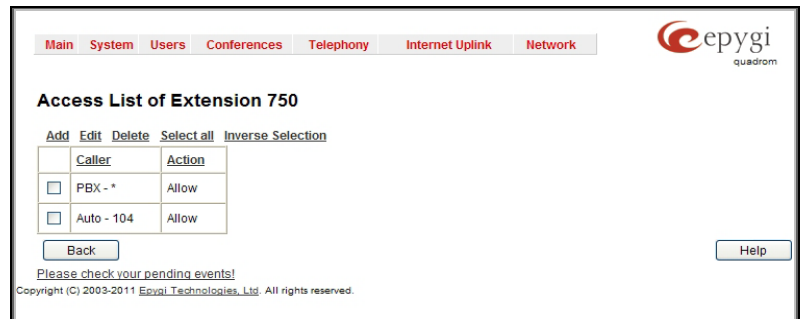 Main System Users Conferences Telephony Internet Uplink Network
epygi
quadrom
Access List of Extension 750
Add Edit Delete Select all Inverse Selection
Caller Action
PBX - * Allow
Auto - 104 Allow
Back Help
Please check your pending events!
Copyright (C) 2003-2011 Epygi Technologies, Ltd. All rights reserved.